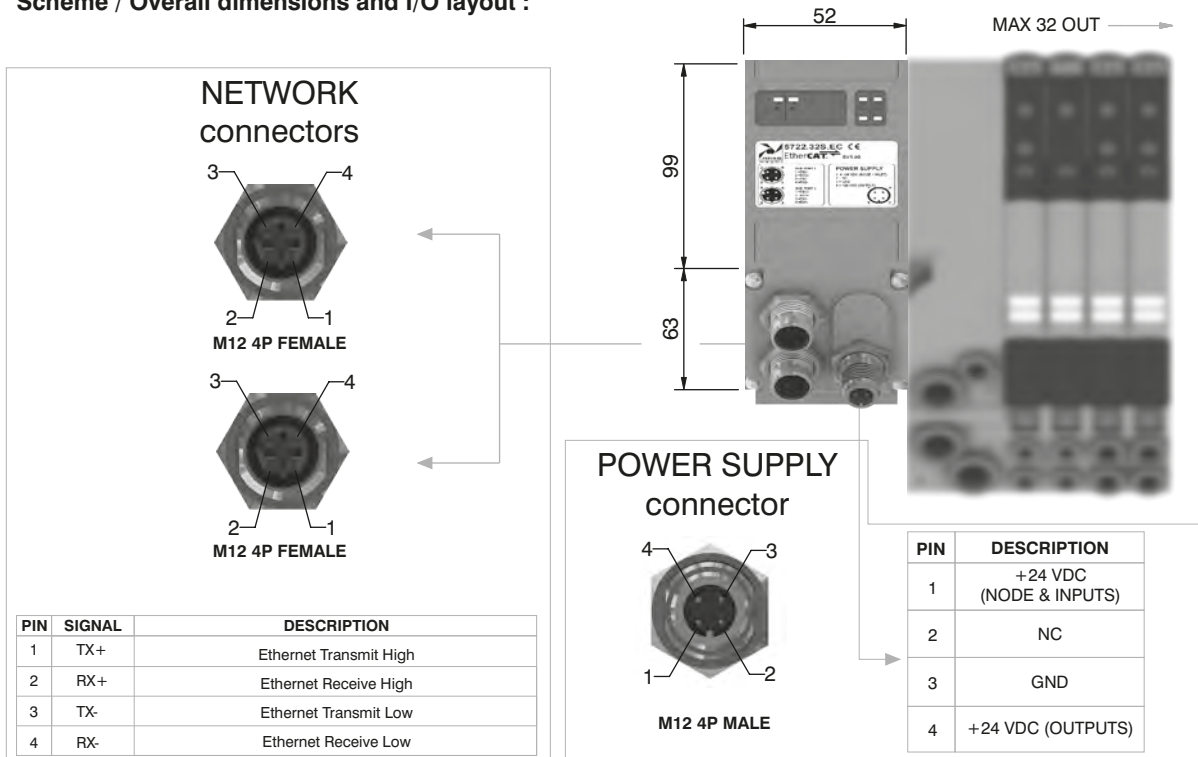 Scheme / Overall dimensions and I/O layout :
52
MAX 32 OUT
99
63
5722.32S.EC CE
EtherCAT
POWER SUPPLY
NETWORK
connectors
3 4
2 1
M12 4P FEMALE
3 4
2 1
M12 4P FEMALE
PIN SIGNAL DESCRIPTION
1 TX+ Ethernet Transmit High
2 RX+ Ethernet Receive High
3 TX- Ethernet Transmit Low
4 RX- Ethernet Receive Low
POWER SUPPLY
connector
4 3
1 2
M12 4P MALE
PIN DESCRIPTION
1 +24 VDC
(NODE & INPUTS)
2 NC
3 GND
4 +24 VDC (OUTPUTS)